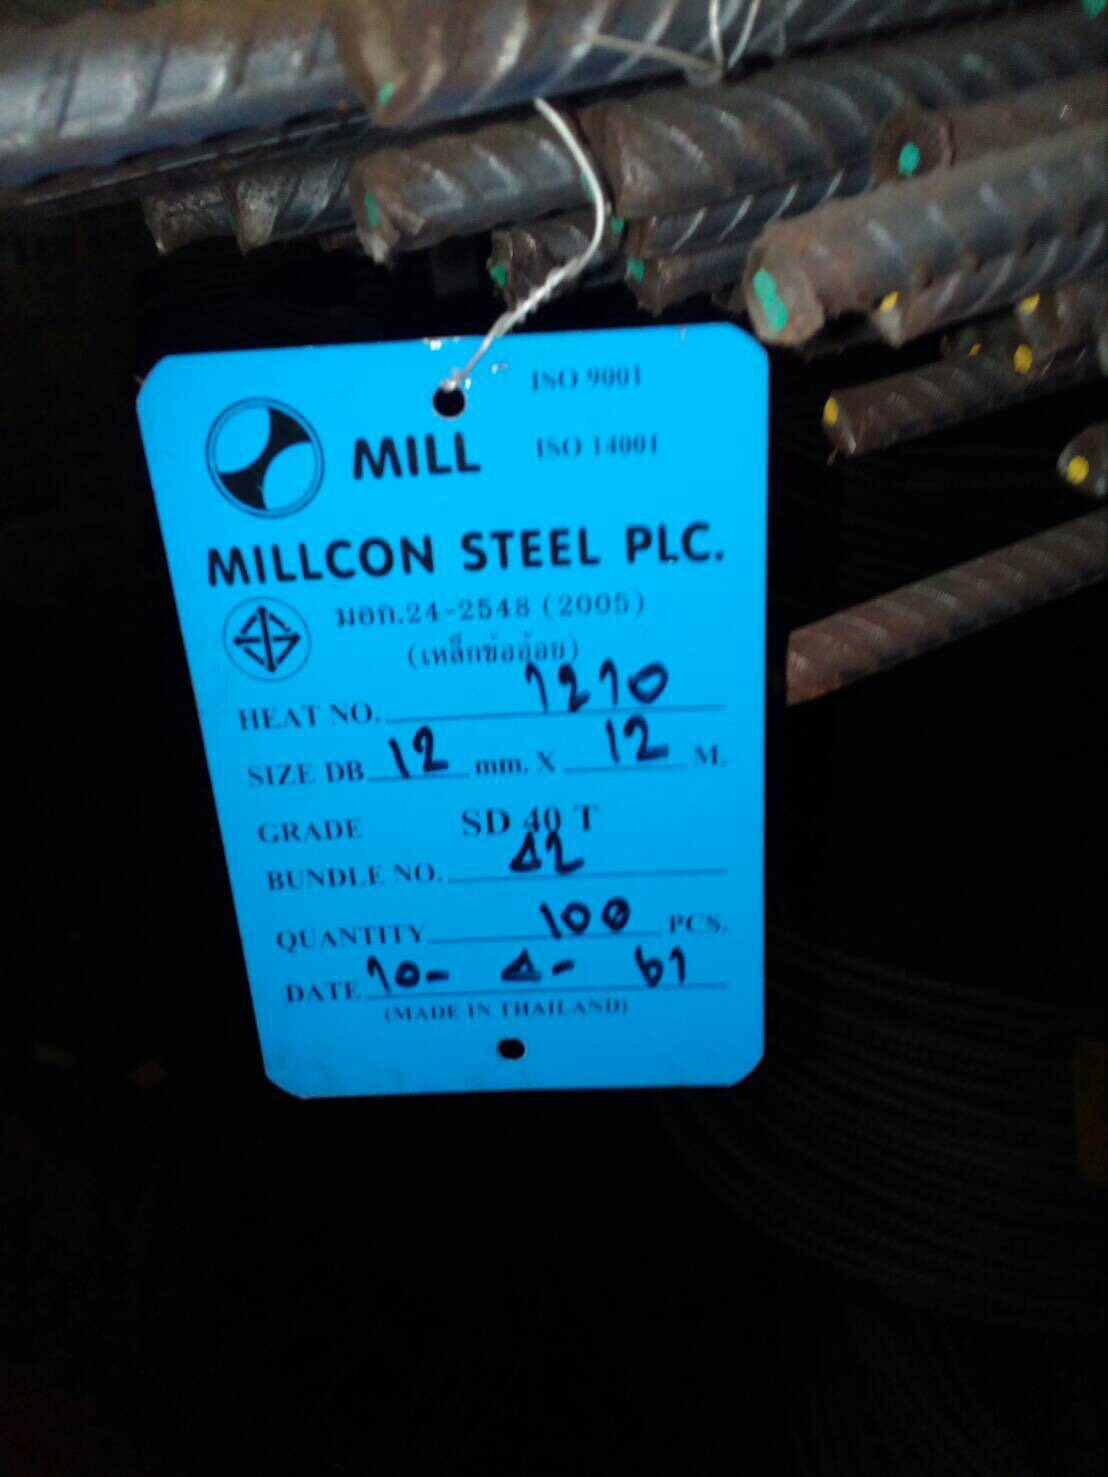 ISO 9001
MILL ISO 14001
MILLCON STEEL PLC.
มอก.24-2548 (2005)
(เหล็กข้ออ้อย)
HEAT NO. 1210
SIZE DB 12 mm. X 12 M.
GRADE SD 40 T
BUNDLE NO. 42
QUANTITY 100 PCS.
DATE 10- 4- 61
(MADE IN THAILAND)